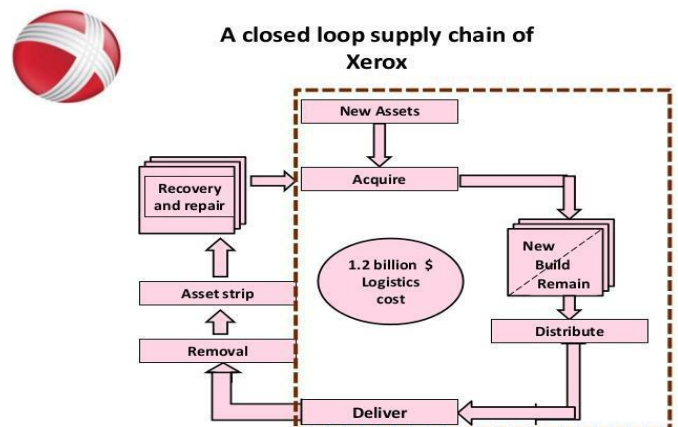 A closed loop supply chain of
Xerox
New Assets
Acquire
Recovery
and repair
New
Build
Remain
1.2 billion $
Logistics
cost
Asset strip
Distribute
Removal
Deliver